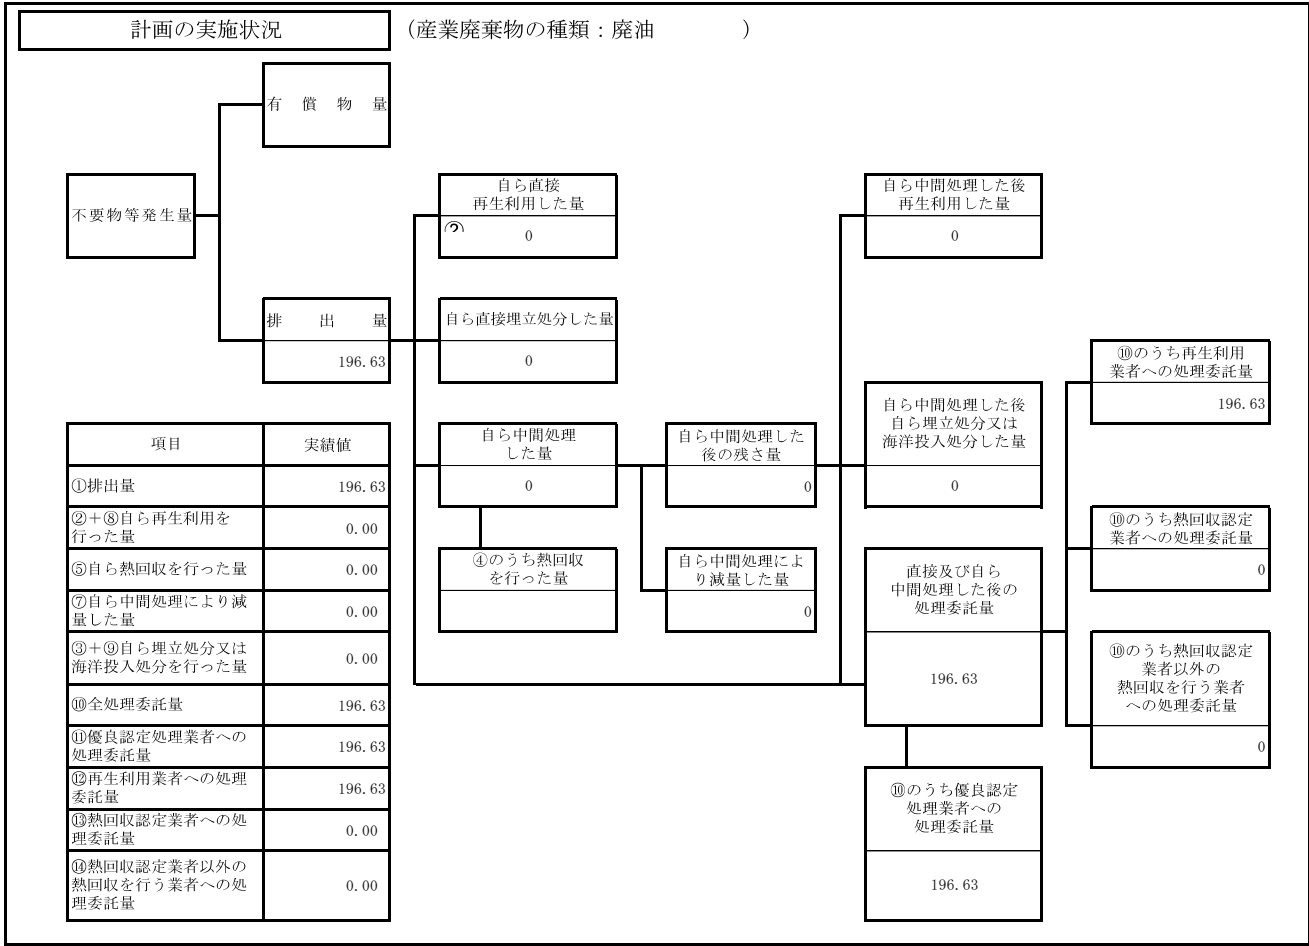 計画の実施状況 (産業廃棄物の種類：廃油 )
有償物量
不要物等発生量
自ら直接
再生利用した量
② 0
自ら中間処理した後
再生利用した量
0
排出量
196.63
自ら直接埋立処分した量
0
⑩のうち再生利用
業者への処理委託量
196.63
自ら中間処理
した量
0
自ら中間処理した
後の残さ量
0
自ら中間処理した後
自ら埋立処分又は
海洋投入処分した量
0
⑩のうち熱回収認定
業者への処理委託量
0
④のうち熱回収
を行った量
自ら中間処理によ
り減量した量
0
直接及び自ら
中間処理した後の
処理委託量
196.63
⑩のうち熱回収認定
業者以外の
熱回収を行う業者
への処理委託量
0
⑩のうち優良認定
処理業者への
処理委託量
196.63
項目 実績値
①排出量 196.63
②＋⑧自ら再生利用を
行った量 0.00
⑤自ら熱回収を行った量 0.00
⑦自ら中間処理により減
量した量 0.00
③＋⑨自ら埋立処分又は
海洋投入処分を行った量 0.00
⑩全処理委託量 196.63
⑪優良認定処理業者への
処理委託量 196.63
⑫再生利用業者への処理
委託量 196.63
⑬熱回収認定業者への処
理委託量 0.00
⑭熱回収認定業者以外の
熱回収を行う業者への処
理委託量 0.00